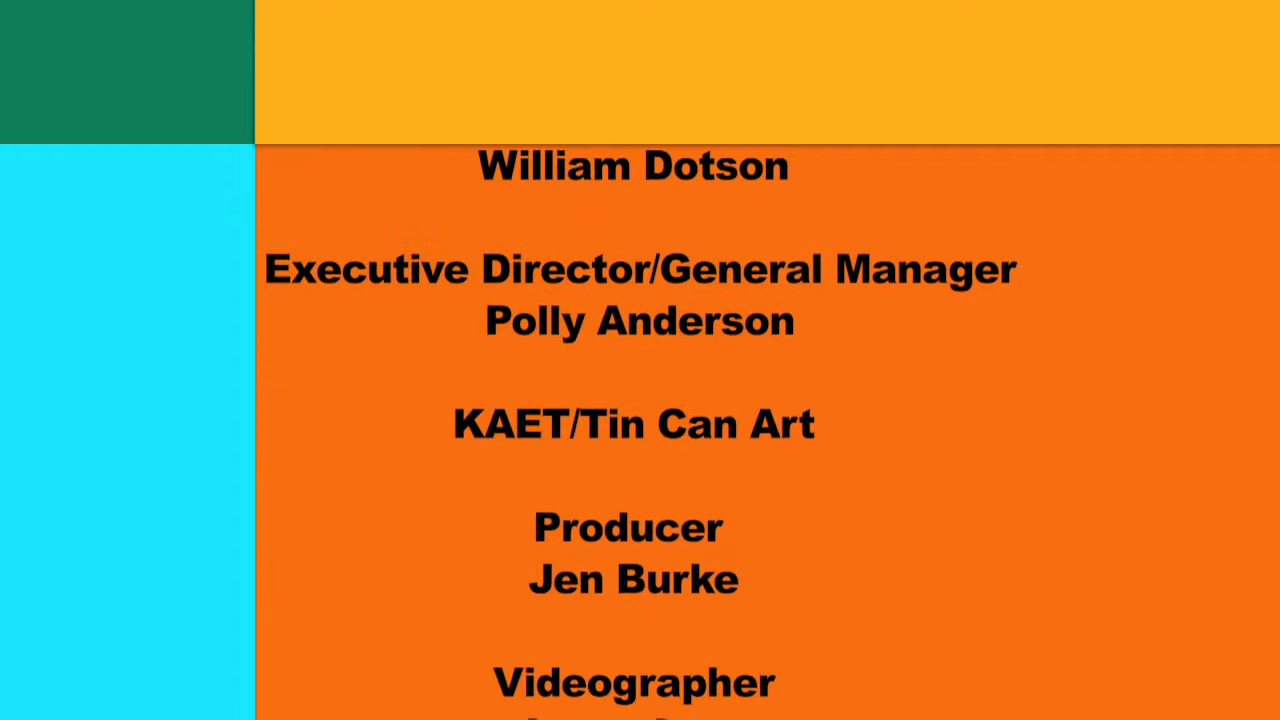 William Dotson
Executive Director/General Manager
Polly Anderson
KAET/Tin Can Art
Producer
Jen Burke
Videographer